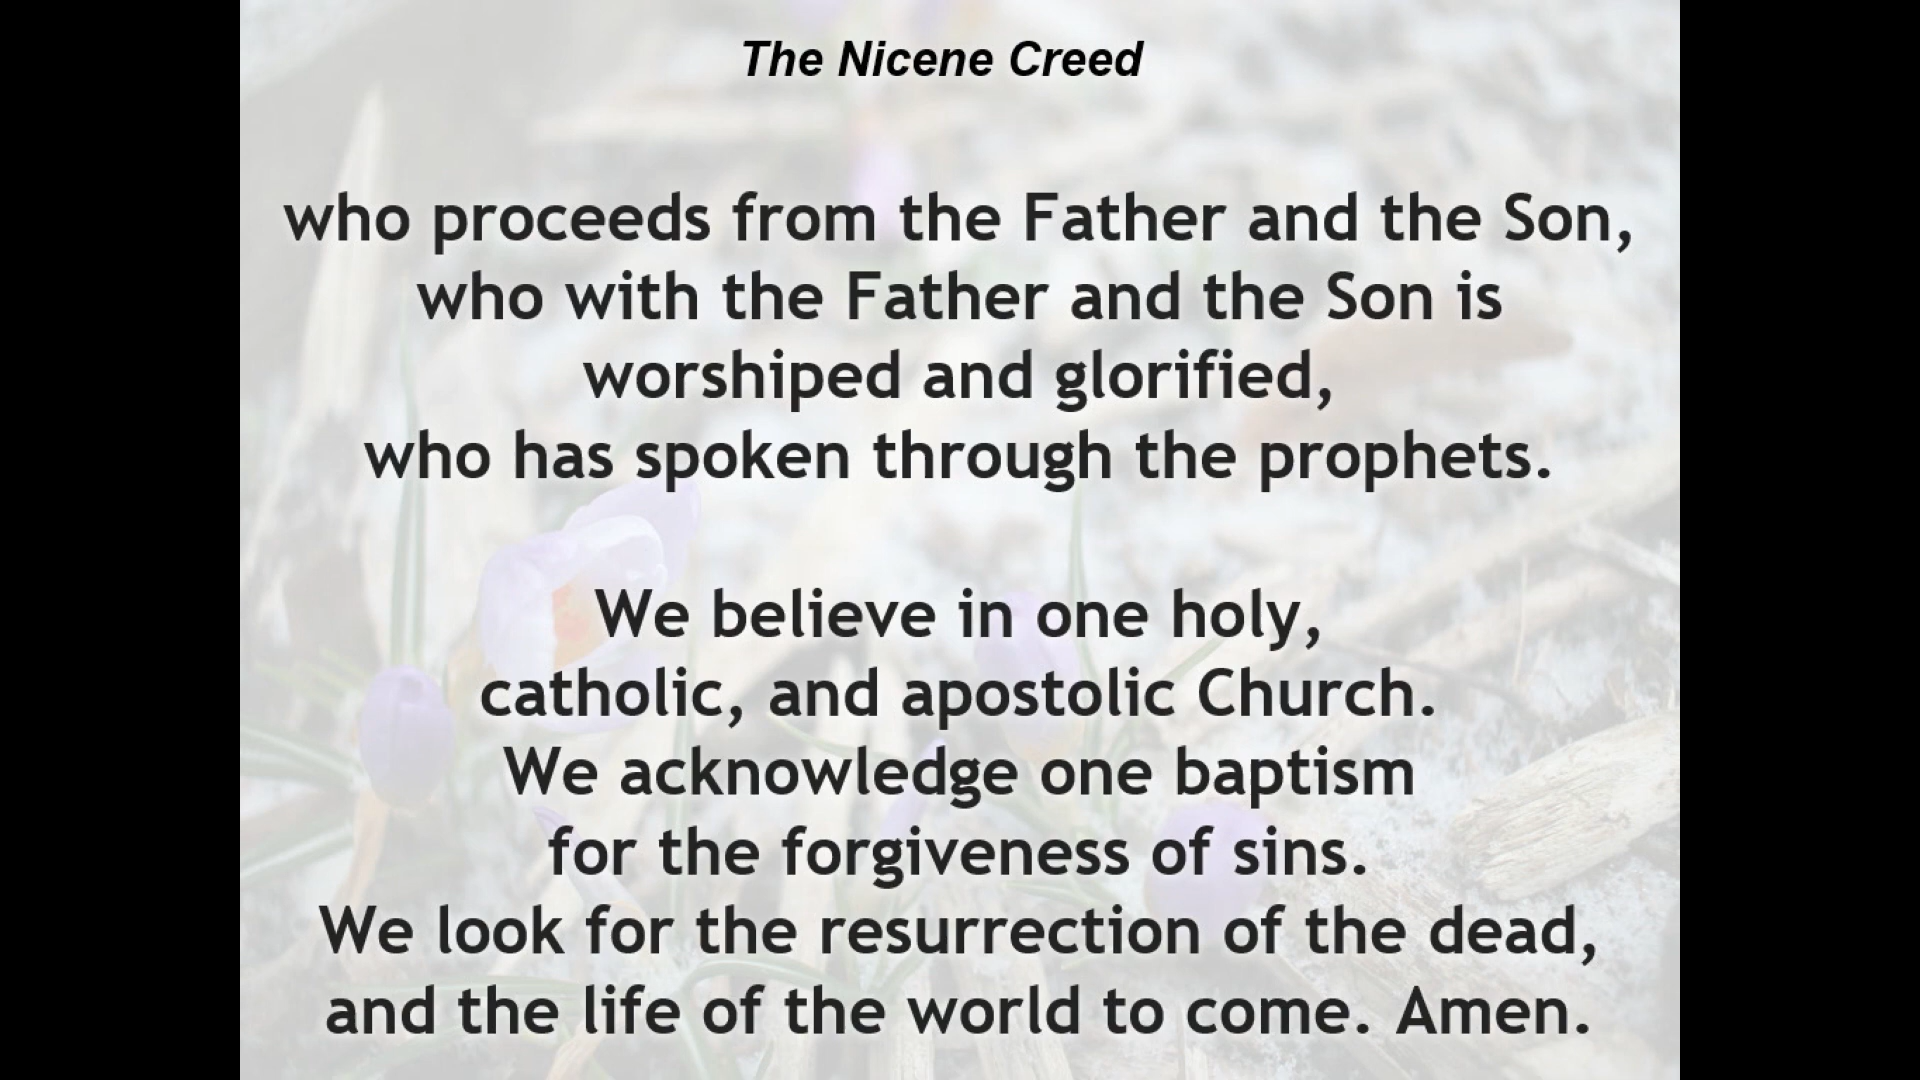 The Nicene Creed
who proceeds from the Father and the Son,
who with the Father and the Son is
worshiped and glorified,
who has spoken through the prophets.
We believe in one holy,
catholic, and apostolic Church.
We acknowledge one baptism
for the forgiveness of sins.
We look for the resurrection of the dead,
and the life of the world to come. Amen.